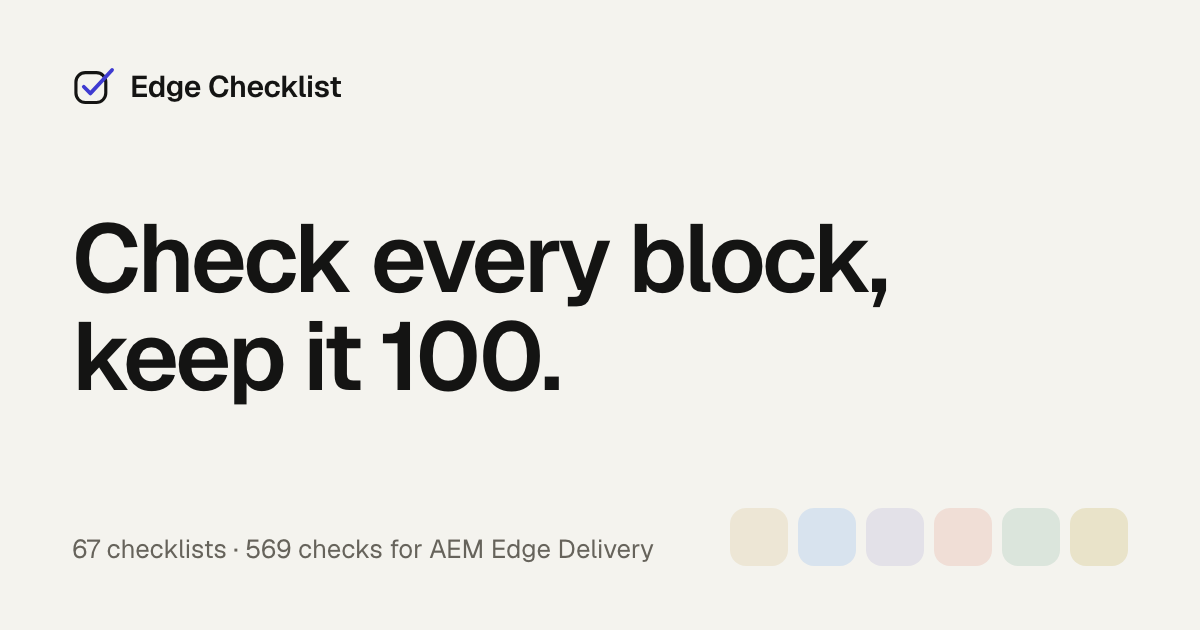 Edge Checklist
Check every block,
keep it 100.
67 checklists · 569 checks for AEM Edge Delivery